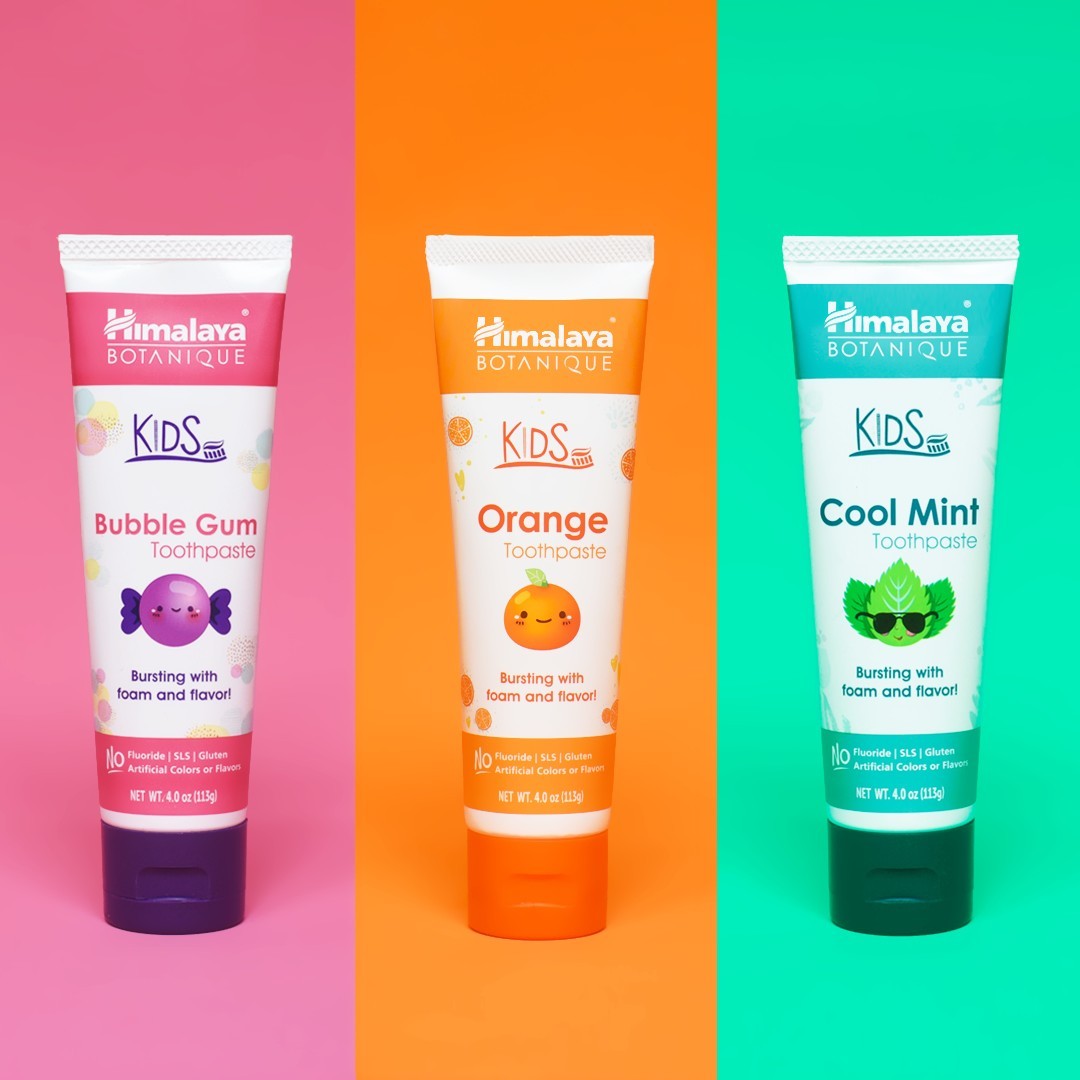 Himalaya®
BOTANIQUE
KIDS
Bubble Gum
Toothpaste
Bursting with
foam and flavor!
No Fluoride | SLS | Gluten
Artificial Colors or Flavors
NET WT. 4.0 oz (113g)
Himalaya®
BOTANIQUE
KIDS
Orange
Toothpaste
Bursting with
foam and flavor!
No Fluoride | SLS | Gluten
Artificial Colors or Flavors
NET WT. 4.0 oz (113g)
Himalaya®
BOTANIQUE
KIDS
Cool Mint
Toothpaste
Bursting with
foam and flavor!
No Fluoride | SLS | Gluten
Artificial Colors or Flavors
NET WT. 4.0 oz (113g)